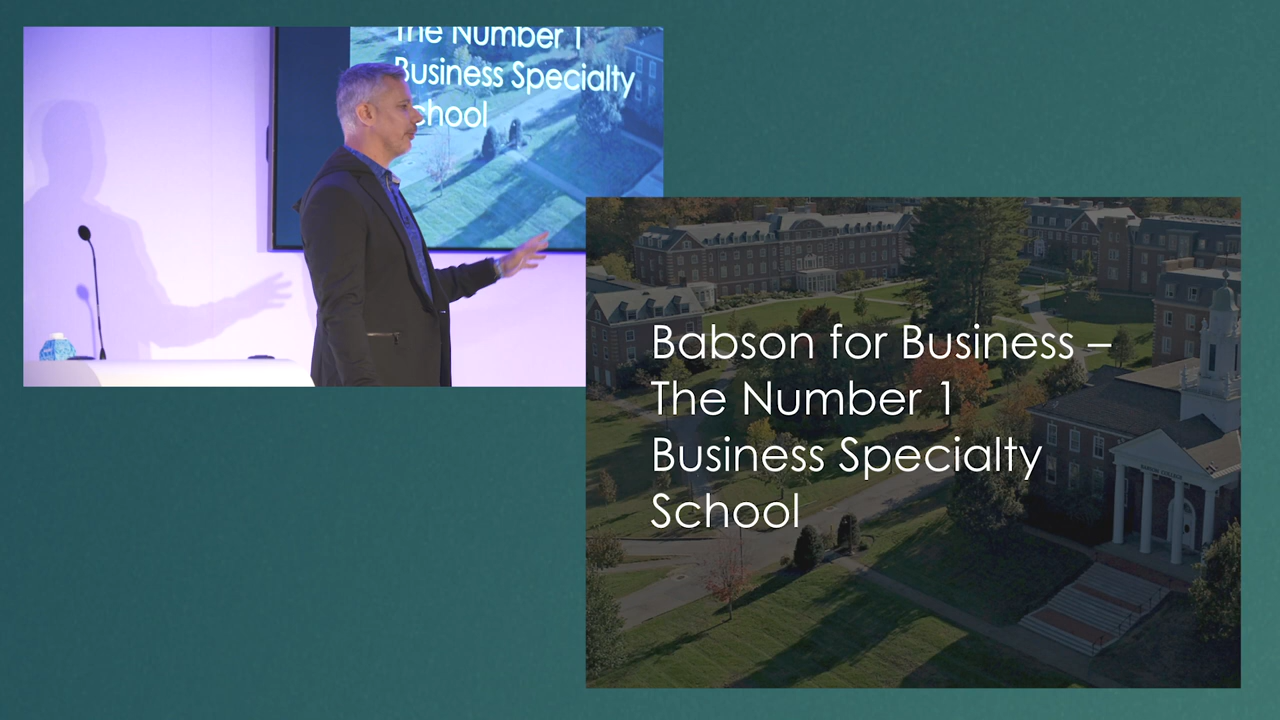 The Number 1
Business Specialty
School
Babson for Business –
The Number 1
Business Specialty
School